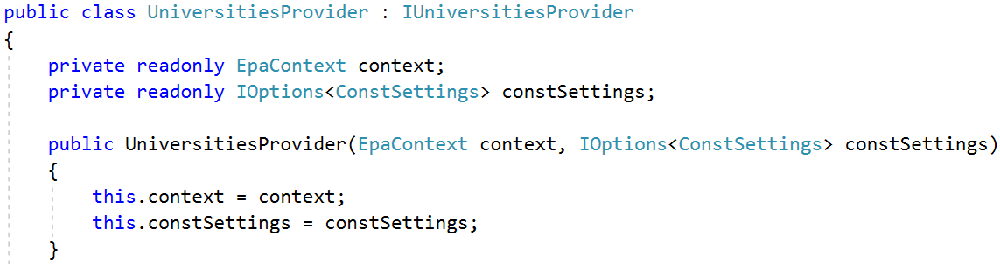 public class UniversitiesProvider : IUniversitiesProvider
{
    private readonly EpaContext context;
    private readonly IOptions<ConstSettings> constSettings;

    public UniversitiesProvider(EpaContext context, IOptions<ConstSettings> constSettings)
    {
        this.context = context;
        this.constSettings = constSettings;
    }